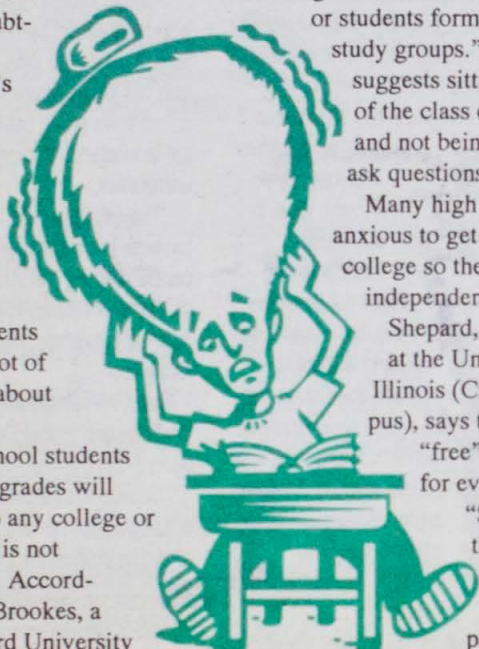 ubt-
's
ents
ot of
about
hool students
grades will
any college or
is not
Accord-
Brookes, a
rd University
or students form
study groups."
suggests sitt
of the class
and not bein
ask questions
Many high
anxious to get
college so the
independen
Shepard,
at the Un
Illinois (C
pus), says t
"free"
for ev
t
p